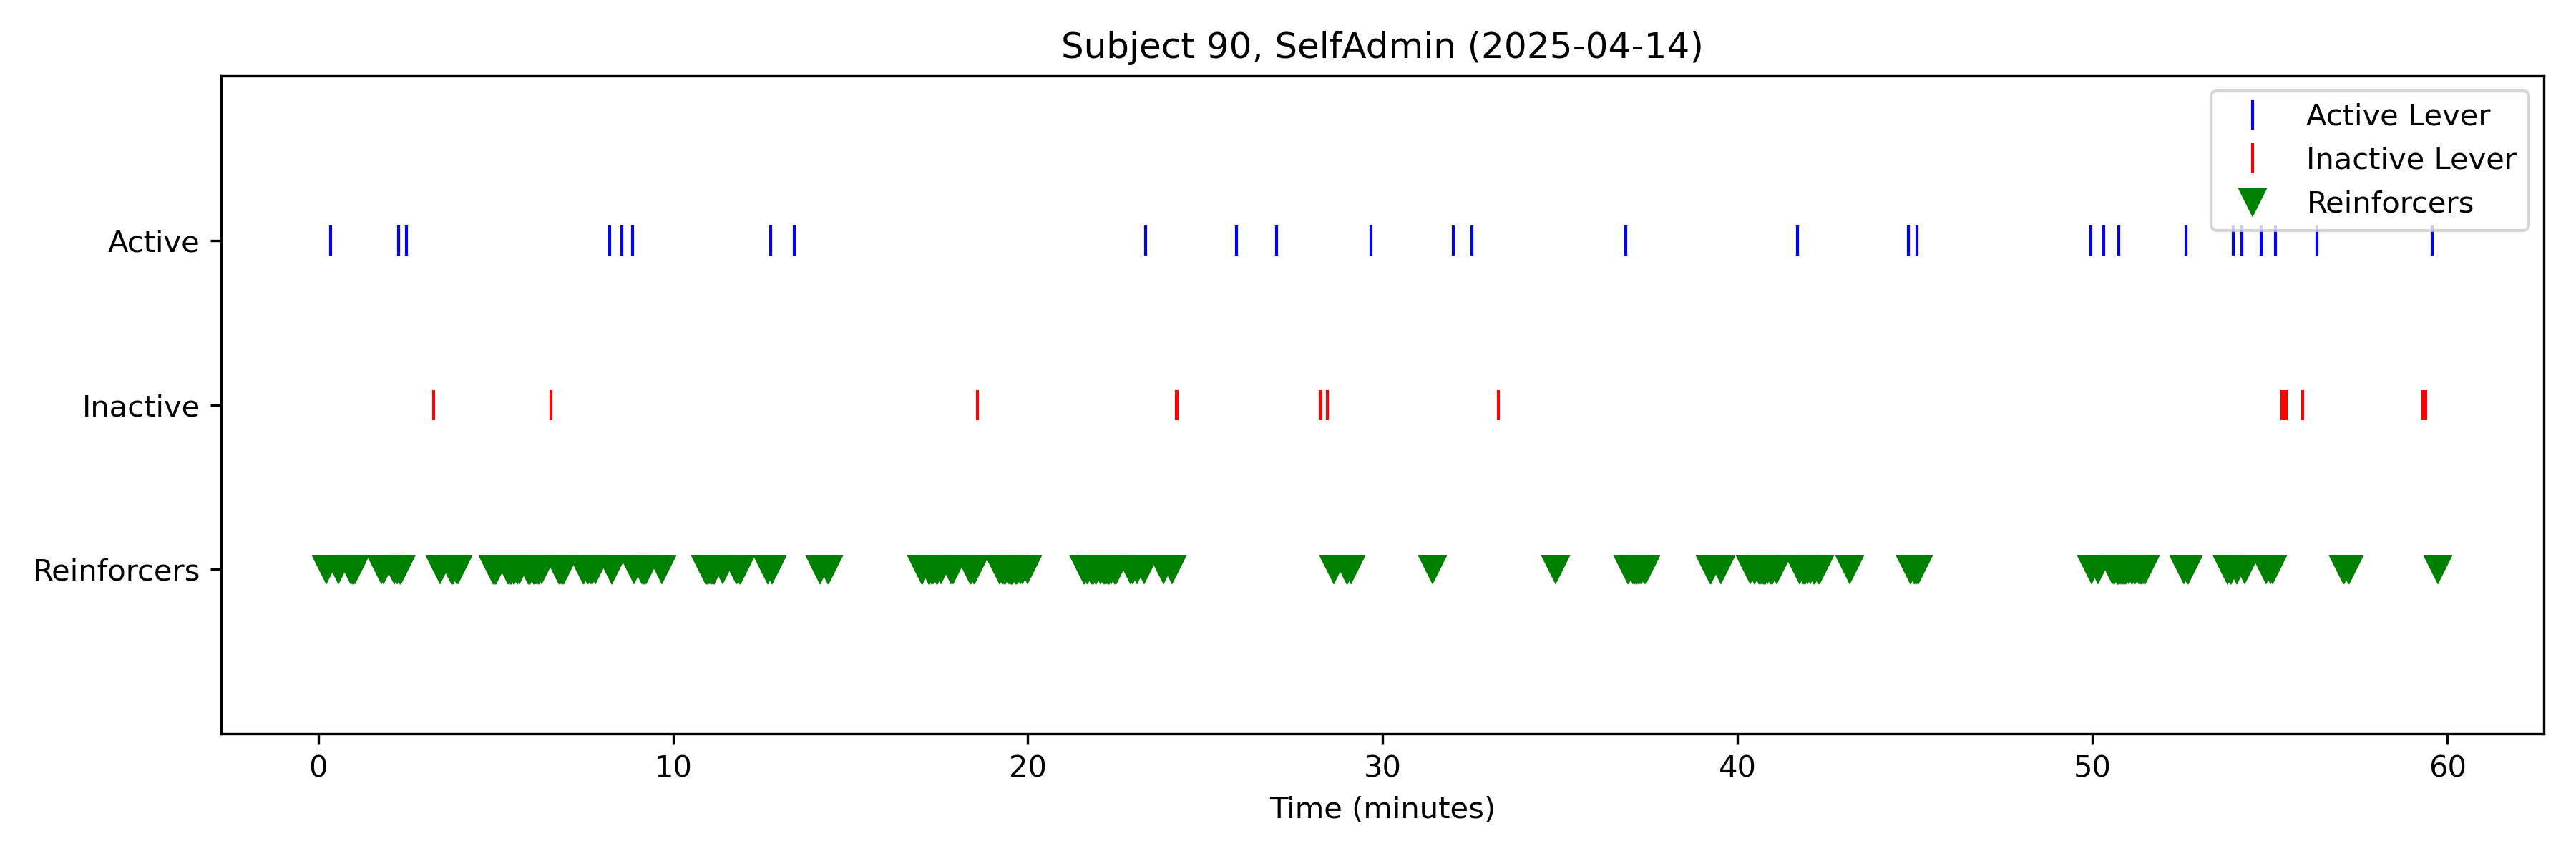 Subject 90, SelfAdmin (2025-04-14)
Active Lever
Inactive Lever
Reinforcers
Active
Inactive
Reinforcers
0 10 20 30 40 50 60
Time (minutes)